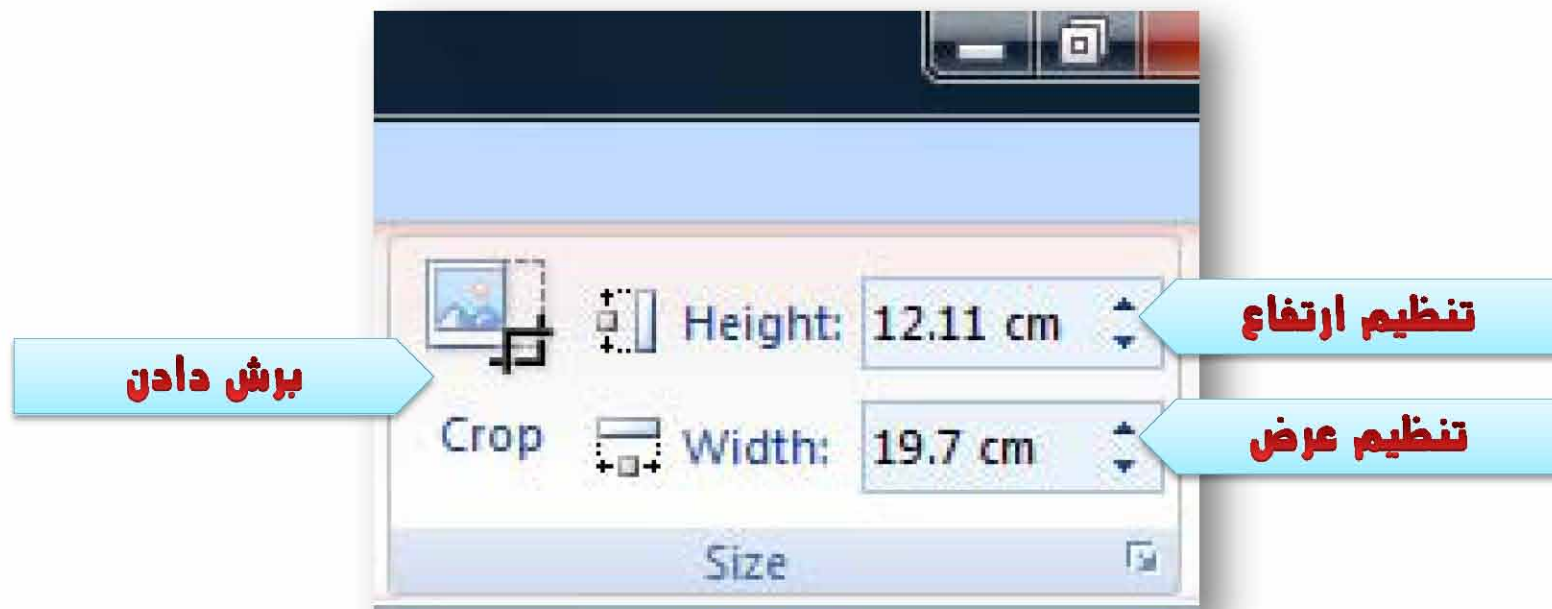 Height: 12.11 cm
تنظیم ارتفاع
برش دادن
Crop
Width: 19.7 cm
تنظیم عرض
Size